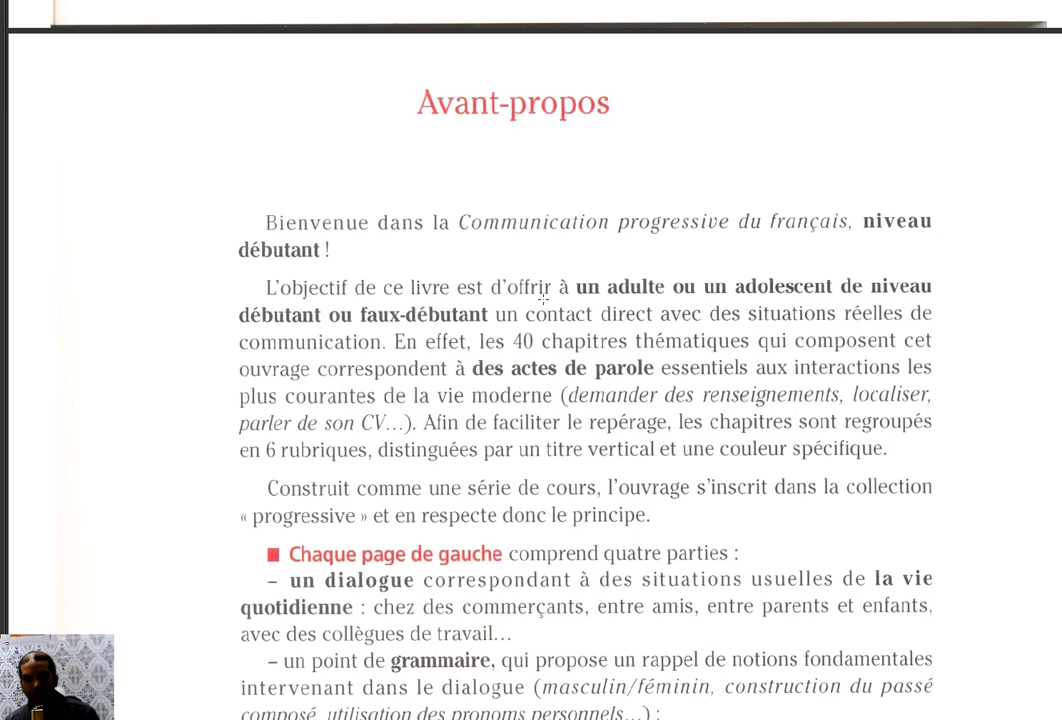 Avant-propos
Bienvenue dans la Communication progressive du français, niveau
débutant !
L'objectif de ce livre est d'offrir à un adulte ou un adolescent de niveau
débutant ou faux-débutant un contact direct avec des situations réelles de
communication. En effet, les 40 chapitres thématiques qui composent cet
ouvrage correspondent à des actes de parole essentiels aux interactions les
plus courantes de la vie moderne (demander des renseignements, localiser,
parler de son CV...). Afin de faciliter le repérage, les chapitres sont regroupés
en 6 rubriques, distinguées par un titre vertical et une couleur spécifique.
Construit comme une série de cours, l'ouvrage s'inscrit dans la collection
« progressive » et en respecte donc le principe.
■ Chaque page de gauche comprend quatre parties :
– un dialogue correspondant à des situations usuelles de la vie
quotidienne : chez des commerçants, entre amis, entre parents et enfants,
avec des collègues de travail...
– un point de grammaire, qui propose un rappel de notions fondamentales
intervenant dans le dialogue (masculin/féminin, construction du passé
composé, utilisation des pronoms personnels...) ;